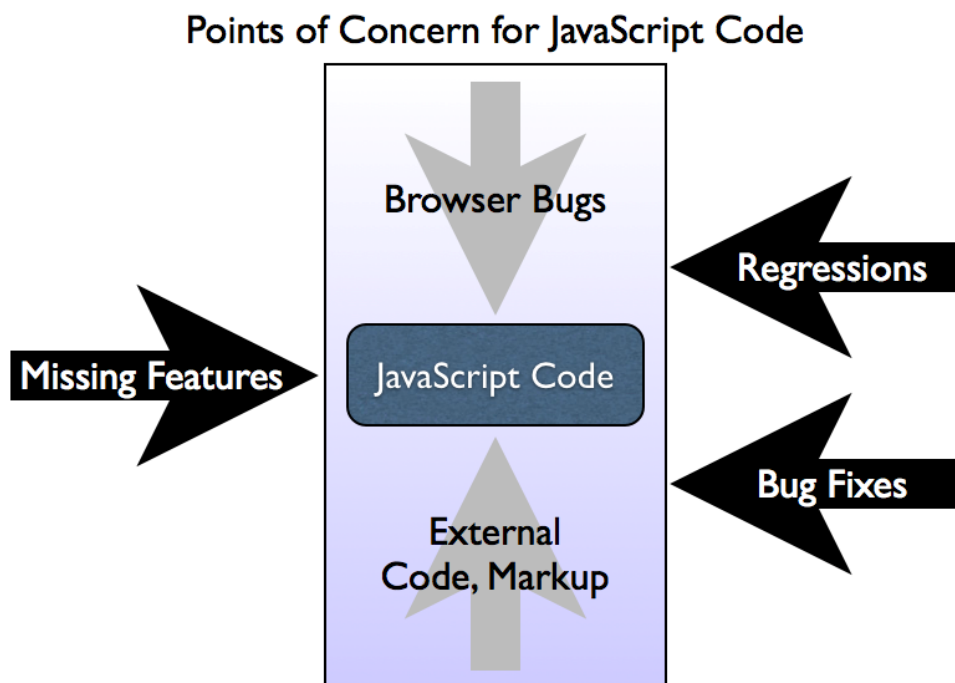 Points of Concern for JavaScript Code
Browser Bugs
Regressions
Missing Features
JavaScript Code
Bug Fixes
External
Code, Markup